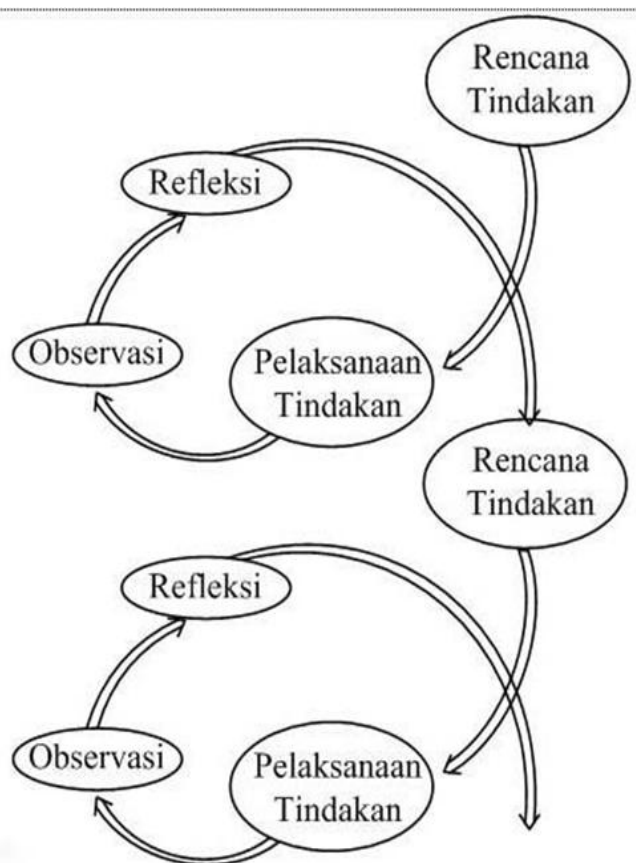 Rencana
Tindakan
Refleksi
Observasi
Pelaksanaan
Tindakan
Rencana
Tindakan
Refleksi
Observasi
Pelaksanaan
Tindakan